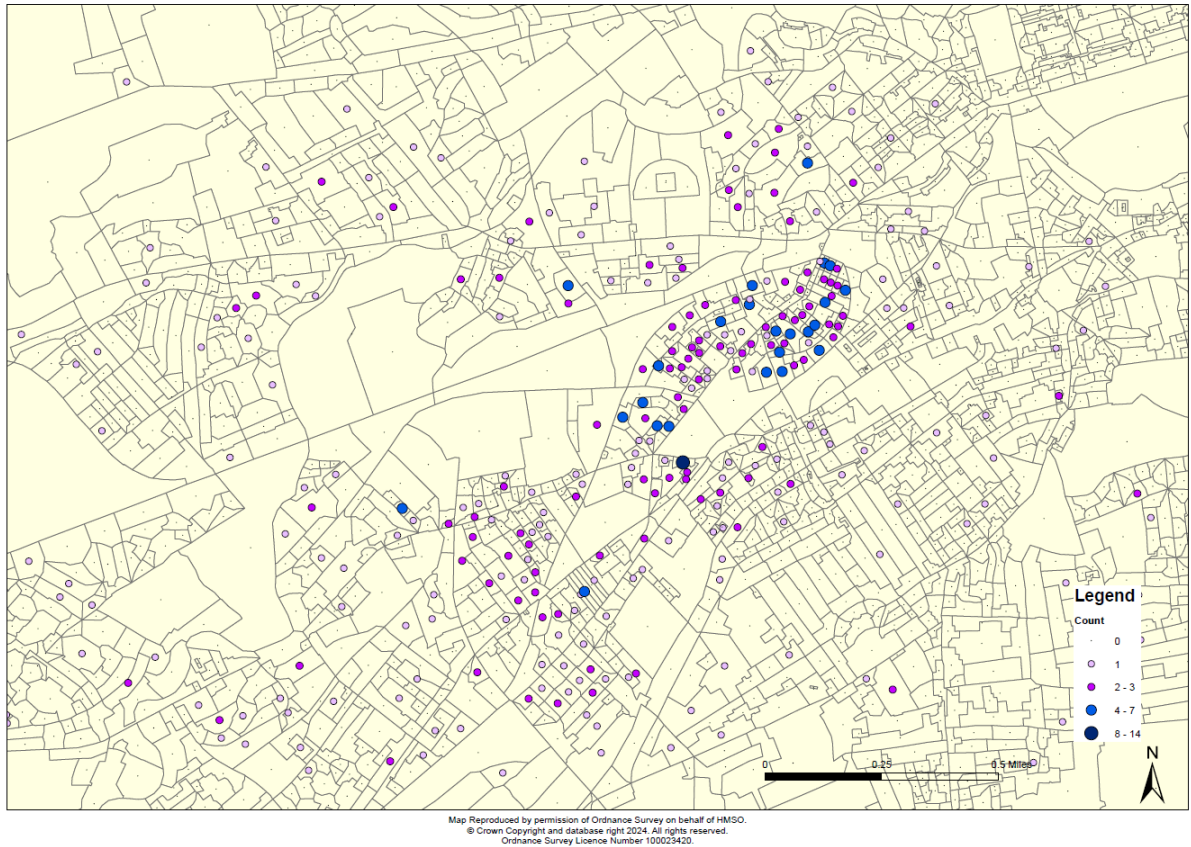 Legend
Count
0
1
2 - 3
4 - 7
8 - 14
0 0.25 0.5 Miles
N
Map Reproduced by permission of Ordnance Survey on behalf of HMSO.
© Crown Copyright and database right 2024. All rights reserved.
Ordnance Survey Licence Number 100023420.